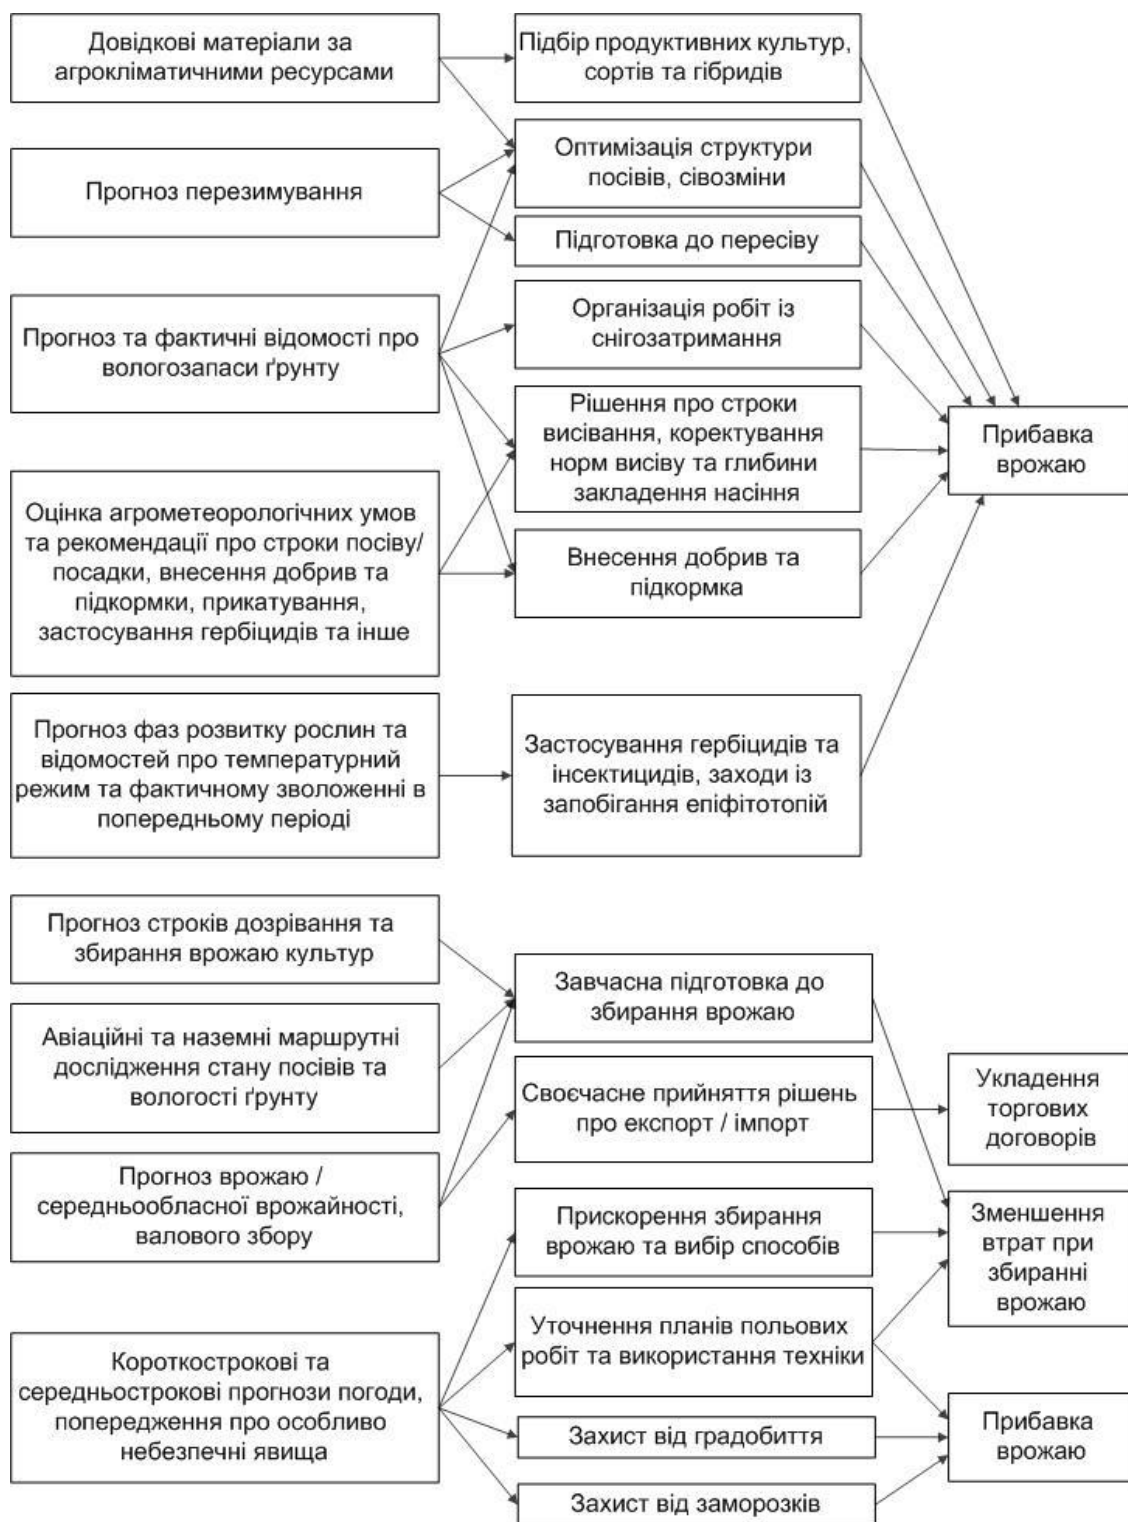 Довідкові матеріали за
агрокліматичними ресурсами
Підбір продуктивних культур,
сортів та гібридів
Прогноз перезимування
Оптимізація структури
посівів, сівозміни
Підготовка до пересіву
Прогноз та фактичні відомості про
вологозапаси ґрунту
Організація робіт із
снігозатримання
Рішення про строки
висівання, коректування
норм висіву та глибини
закладення насіння
Прибавка
врожаю
Оцінка агрометеорологічних умов
та рекомендації про строки посіву/
посадки, внесення добрив та
підкормки, прикатування,
застосування гербіцидів та інше
Внесення добрив та
підкормка
Прогноз фаз розвитку рослин та
відомостей про температурний
режим та фактичному зволоженні в
попередньому періоді
Застосування гербіцидів та
інсектицидів, заходи із
запобігання епіфітотопій
Прогноз строків дозрівання та
збирання врожаю культур
Завчасна підготовка до
збирання врожаю
Авіаційні та наземні маршрутні
дослідження стану посівів та
вологості ґрунту
Своєчасне прийняття рішень
про експорт / імпорт
Укладення
торгових
договорів
Прогноз врожаю /
середньообласної врожайності,
валового збору
Прискорення збирання
врожаю та вибір способів
Зменшення
втрат при
збиранні
врожаю
Короткострокові та
середньострокові прогнози погоди,
попередження про особливо
небезпечні явища
Уточнення планів польових
робіт та використання техніки
Захист від градобиття
Прибавка
врожаю
Захист від заморозків